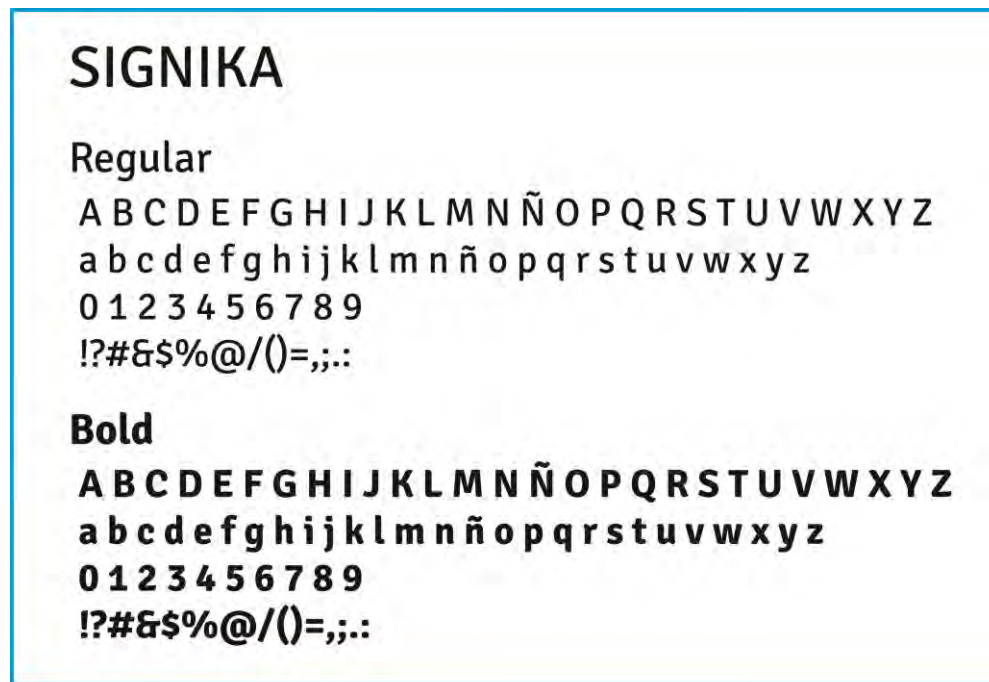 SIGNIKA
Regular
A B C D E F G H I J K L M N Ñ O P Q R S T U V W X Y Z
a b c d e f g h i j k l m n ñ o p q r s t u v w x y z
0 1 2 3 4 5 6 7 8 9
!?#&$%@/()=,;.:
Bold
A B C D E F G H I J K L M N Ñ O P Q R S T U V W X Y Z
a b c d e f g h i j k l m n ñ o p q r s t u v w x y z
0 1 2 3 4 5 6 7 8 9
!?#&$%@/()=,;.: